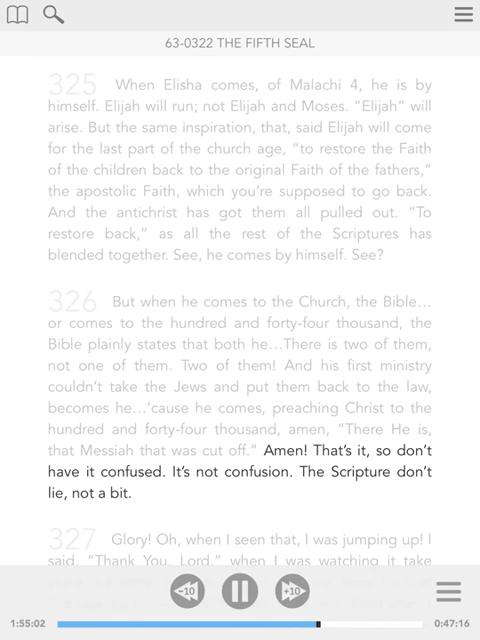 63-0322 THE FIFTH SEAL
325 When Elisha comes, of Malachi 4, he is by
himself. Elijah will run; not Elijah and Moses. “Elijah” will
arise. But the same inspiration, that, said Elijah will come
for the last part of the church age, “to restore the Faith
of the children back to the original Faith of the fathers,”
the apostolic Faith, which you’re supposed to go back.
And the antichrist has got them all pulled out. “To
restore back,” as all the rest of the Scriptures has
blended together. See, he comes by himself. See?
326 But when he comes to the Church, the Bible…
or comes to the hundred and forty-four thousand, the
Bible plainly states that both he…There is two of them,
not one of them. Two of them! And his first ministry
couldn’t take the Jews and put them back to the law,
becomes he…’cause he comes, preaching Christ to the
hundred and forty-four thousand, amen, “There He is,
that Messiah that was cut off.” Amen! That’s it, so don’t
have it confused. It’s not confusion. The Scripture don’t
lie, not a bit.
327 Glory! Oh, when I seen that, I was jumping up! I
said, “Thank You, Lord,” when I was watching it take
-10
+10
1:55:02
0:47:16